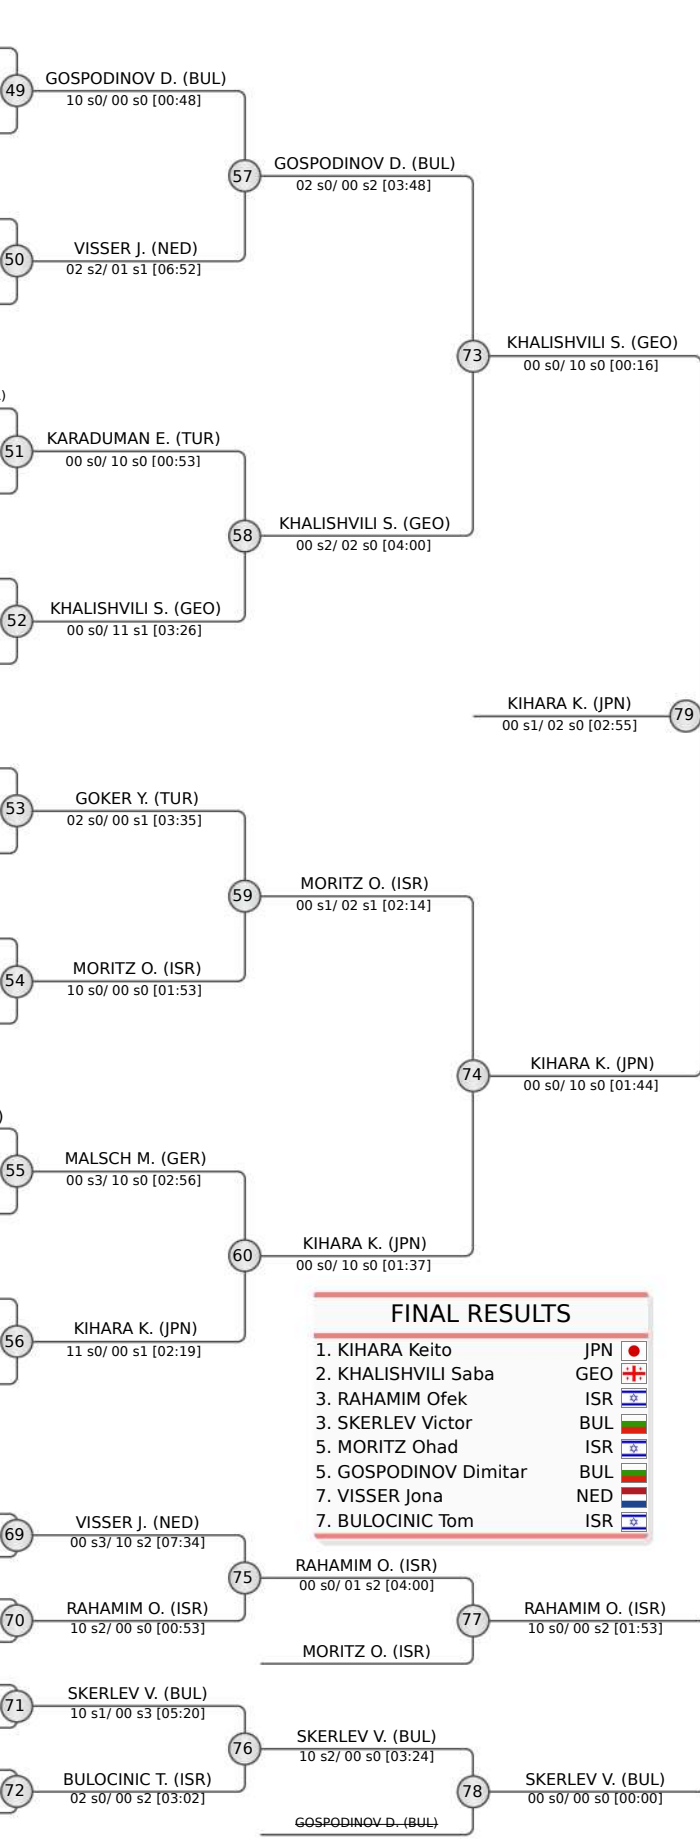 49
GOSPODINOV D. (BUL)
10 s0/ 00 s0 [00:48]
57
GOSPODINOV D. (BUL)
02 s0/ 00 s2 [03:48]
50
VISSER J. (NED)
02 s2/ 01 s1 [06:52]
73
KHALISHVILI S. (GEO)
00 s0/ 10 s0 [00:16]
)
51
KARADUMAN E. (TUR)
00 s0/ 10 s0 [00:53]
58
KHALISHVILI S. (GEO)
00 s2/ 02 s0 [04:00]
52
KHALISHVILI S. (GEO)
00 s0/ 11 s1 [03:26]
KIHARA K. (JPN)
00 s1/ 02 s0 [02:55]
79
53
GOKER Y. (TUR)
02 s0/ 00 s1 [03:35]
59
MORITZ O. (ISR)
00 s1/ 02 s1 [02:14]
54
MORITZ O. (ISR)
10 s0/ 00 s0 [01:53]
74
KIHARA K. (JPN)
00 s0/ 10 s0 [01:44]
)
55
MALSCH M. (GER)
00 s3/ 10 s0 [02:56]
60
KIHARA K. (JPN)
00 s0/ 10 s0 [01:37]
56
KIHARA K. (JPN)
11 s0/ 00 s1 [02:19]
FINAL RESULTS
1. KIHARA Keito JPN
2. KHALISHVILI Saba GEO
3. RAHAMIM Ofek ISR
3. SKERLEV Victor BUL
5. MORITZ Ohad ISR
5. GOSPODINOV Dimitar BUL
7. VISSER Jona NED
7. BULOCINIC Tom ISR
69
VISSER J. (NED)
00 s3/ 10 s2 [07:34]
75
RAHAMIM O. (ISR)
00 s0/ 01 s2 [04:00]
70
RAHAMIM O. (ISR)
10 s2/ 00 s0 [00:53]
77
RAHAMIM O. (ISR)
10 s0/ 00 s2 [01:53]
MORITZ O. (ISR)
71
SKERLEV V. (BUL)
10 s1/ 00 s3 [05:20]
76
SKERLEV V. (BUL)
10 s2/ 00 s0 [03:24]
72
BULOCINIC T. (ISR)
02 s0/ 00 s2 [03:02]
78
SKERLEV V. (BUL)
00 s0/ 00 s0 [00:00]
GOSPODINOV D. (BUL)